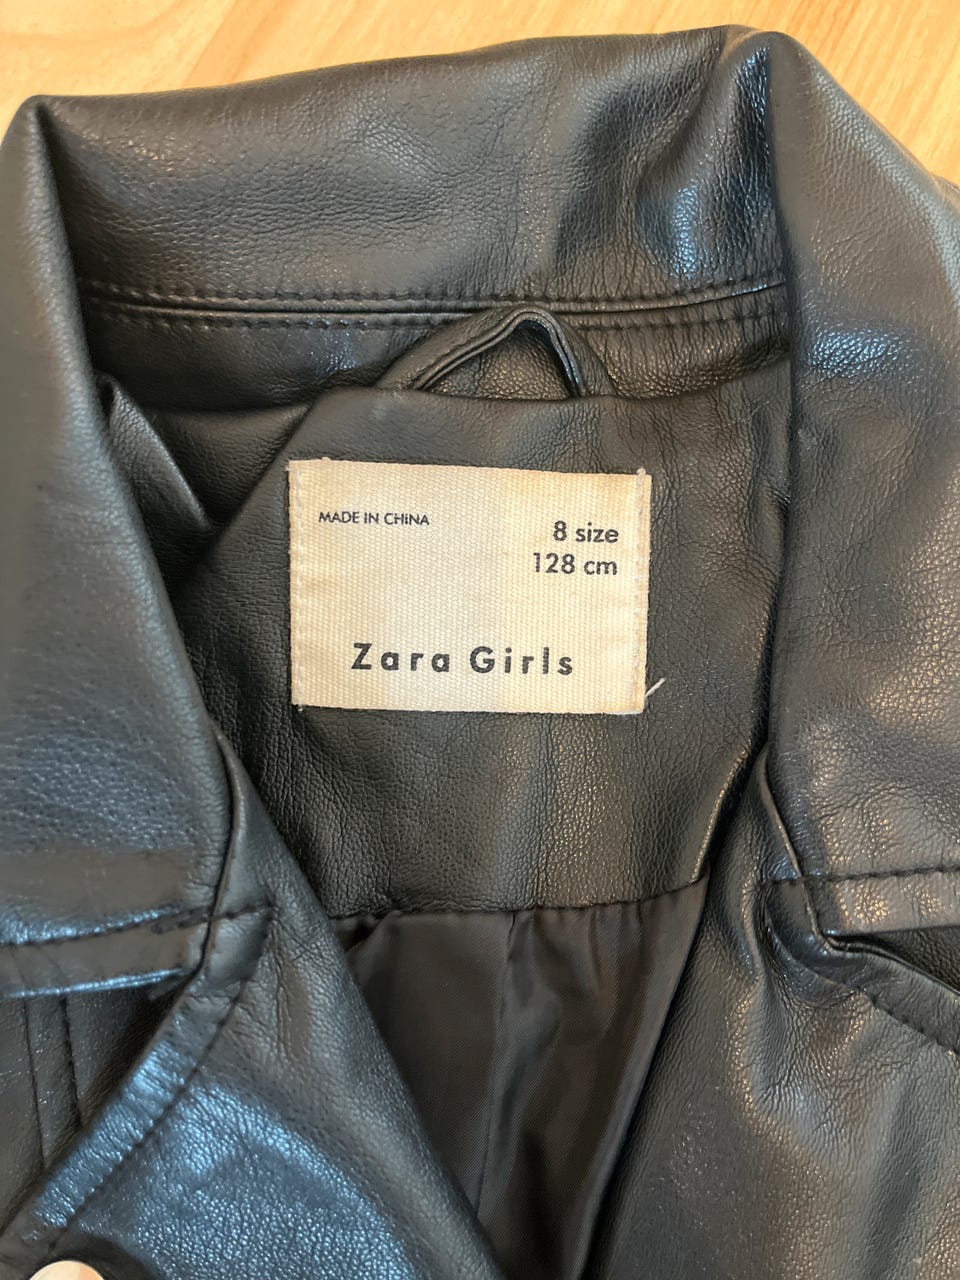 MADE IN CHINA
8 size
128 cm
Zara Girls